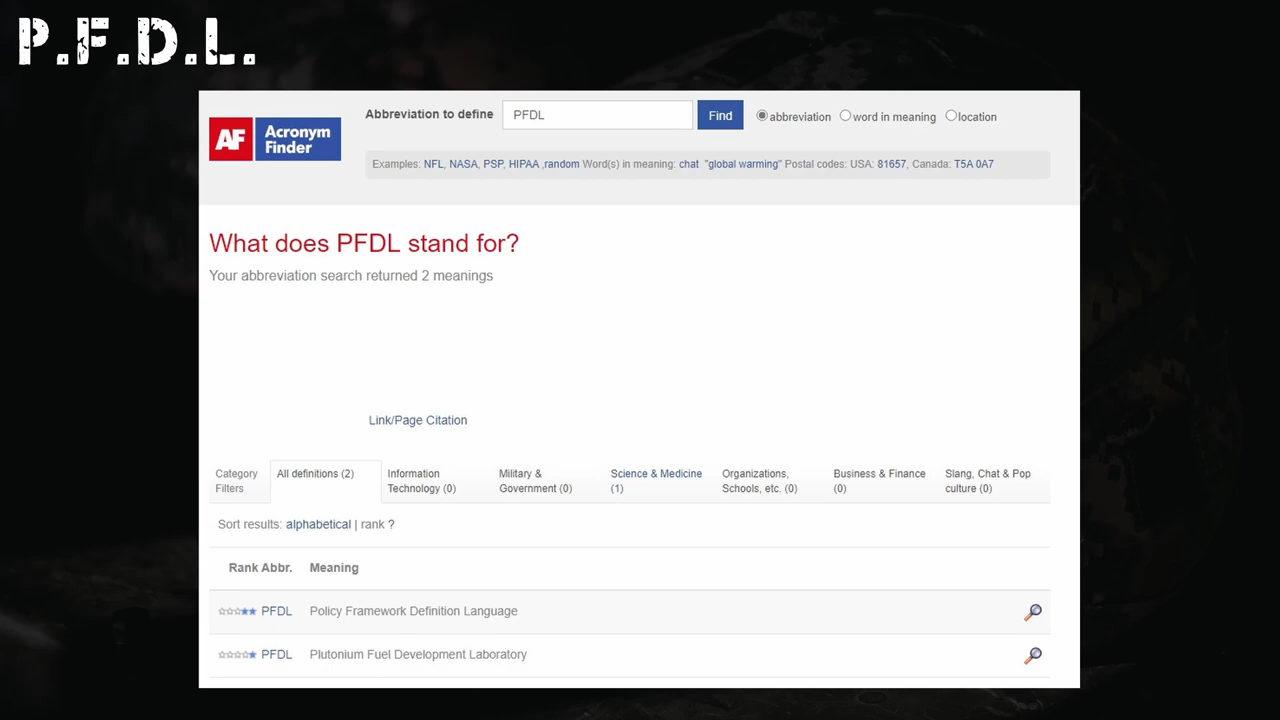 P.F.D.L.
AF Acronym Finder
Abbreviation to define PFDL Find abbreviation word in meaning location
Examples: NFL, NASA, PSP, HIPAA ,random Word(s) in meaning: chat "global warming" Postal codes: USA: 81657, Canada: T5A 0A7
What does PFDL stand for?
Your abbreviation search returned 2 meanings
Link/Page Citation
Category Filters
All definitions (2)
Information Technology (0)
Military & Government (0)
Science & Medicine (1)
Organizations, Schools, etc. (0)
Business & Finance (0)
Slang, Chat & Pop culture (0)
Sort results: alphabetical | rank ?
Rank Abbr. Meaning
PFDL Policy Framework Definition Language
PFDL Plutonium Fuel Development Laboratory